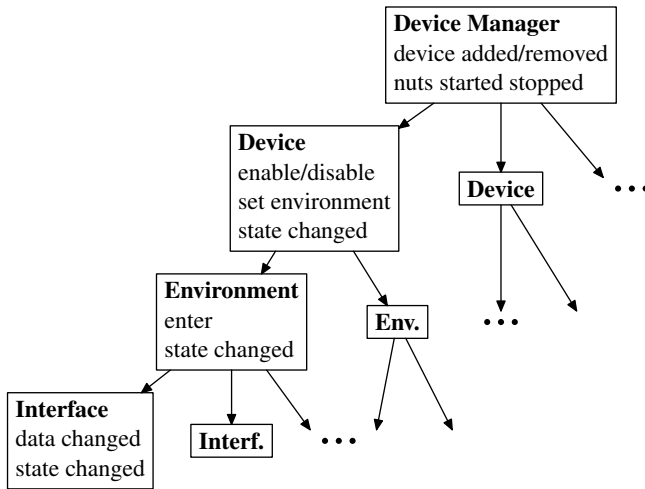 Device Manager
device added/removed
nuts started stopped
Device
enable/disable
set environment
state changed
Device
•••
Environment
enter
state changed
Env.
•••
Interface
data changed
state changed
Interf.
•••